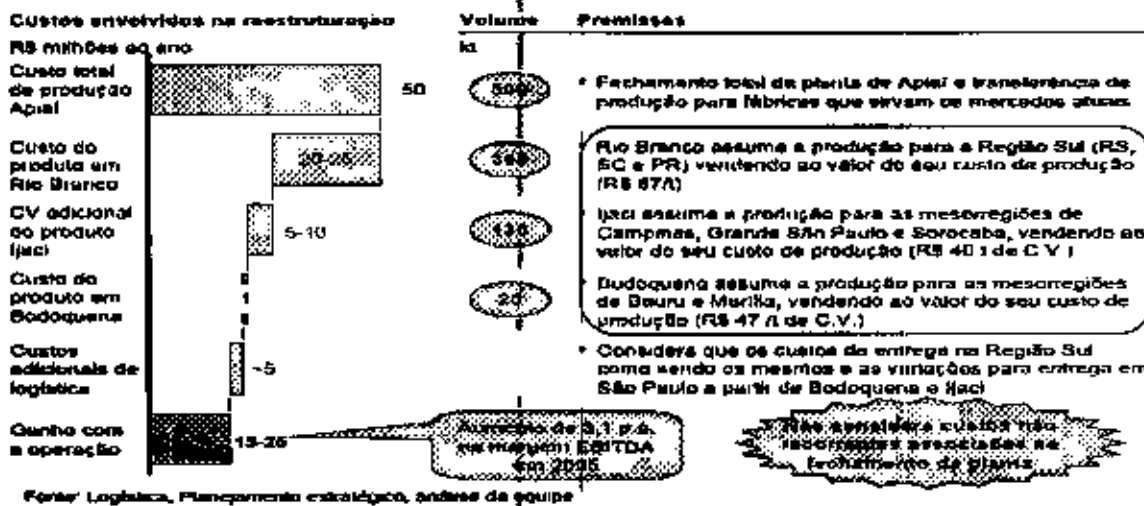 Custos envolvidos na reestruturação
Volume
Premissas
R$ milhões ao ano
kt
Custo total
de produção
Apiaí
50
• Fechamento total da planta de Apiaí e transferência de
produção para fábricas que sirvam os mercados atuais
Custo do
produto em
Rio Branco
20-25
Rio Branco assume a produção para a Região Sul (RS,
SC e PR) vendendo ao valor do seu custo de produção
(R$ 67/t)
CV adicional
do produto
Ijaci
5-10
Ijaci assume a produção para as mesorregiões de
Campinas, Grande São Paulo e Sorocaba, vendendo ao
valor do seu custo de produção (R$ 40 t de C V )
Custo do
produto em
Bodoquena
1
20
Bodoquena assume a produção para as mesorregiões
de Bauru e Marília, vendendo ao valor do seu custo de
produção (R$ 47 /t de C.V.)
Custos
adicionais de
logística
~5
• Considera que os custos de entrega na Região Sul
como sendo os mesmos e as variações para entrega em
São Paulo a partir de Bodoquena e Ijaci
Ganho com
a operação
15-25
Aumento de 3,1 p.a.
na margem EBITDA
em 2005
Não considera custos não
recorrentes associados ao
fechamento da planta
Fonte: Logística, Planejamento estratégico, análise da equipe